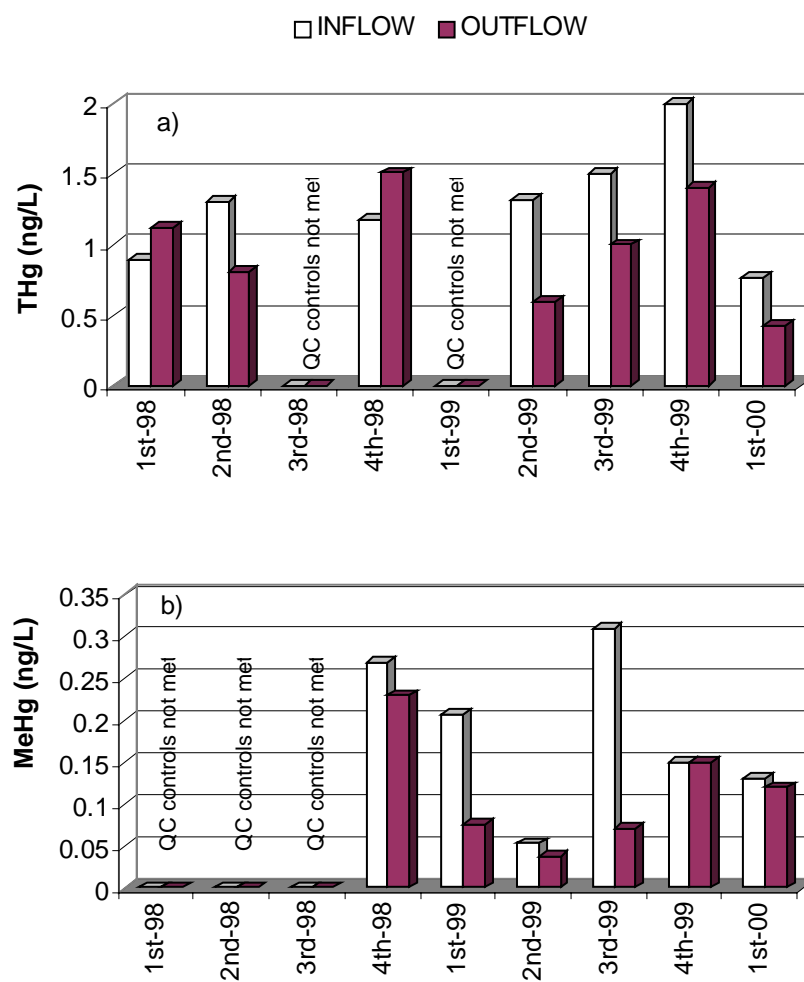 INFLOW OUTFLOW
a)
THg (ng/L)
2
1.5
1
0.5
0
QC controls not met
QC controls not met
1st-98
2nd-98
3rd-98
4th-98
1st-99
2nd-99
3rd-99
4th-99
1st-00
b)
MeHg (ng/L)
0.35
0.3
0.25
0.2
0.15
0.1
0.05
0
QC controls not met
QC controls not met
QC controls not met
1st-98
2nd-98
3rd-98
4th-98
1st-99
2nd-99
3rd-99
4th-99
1st-00